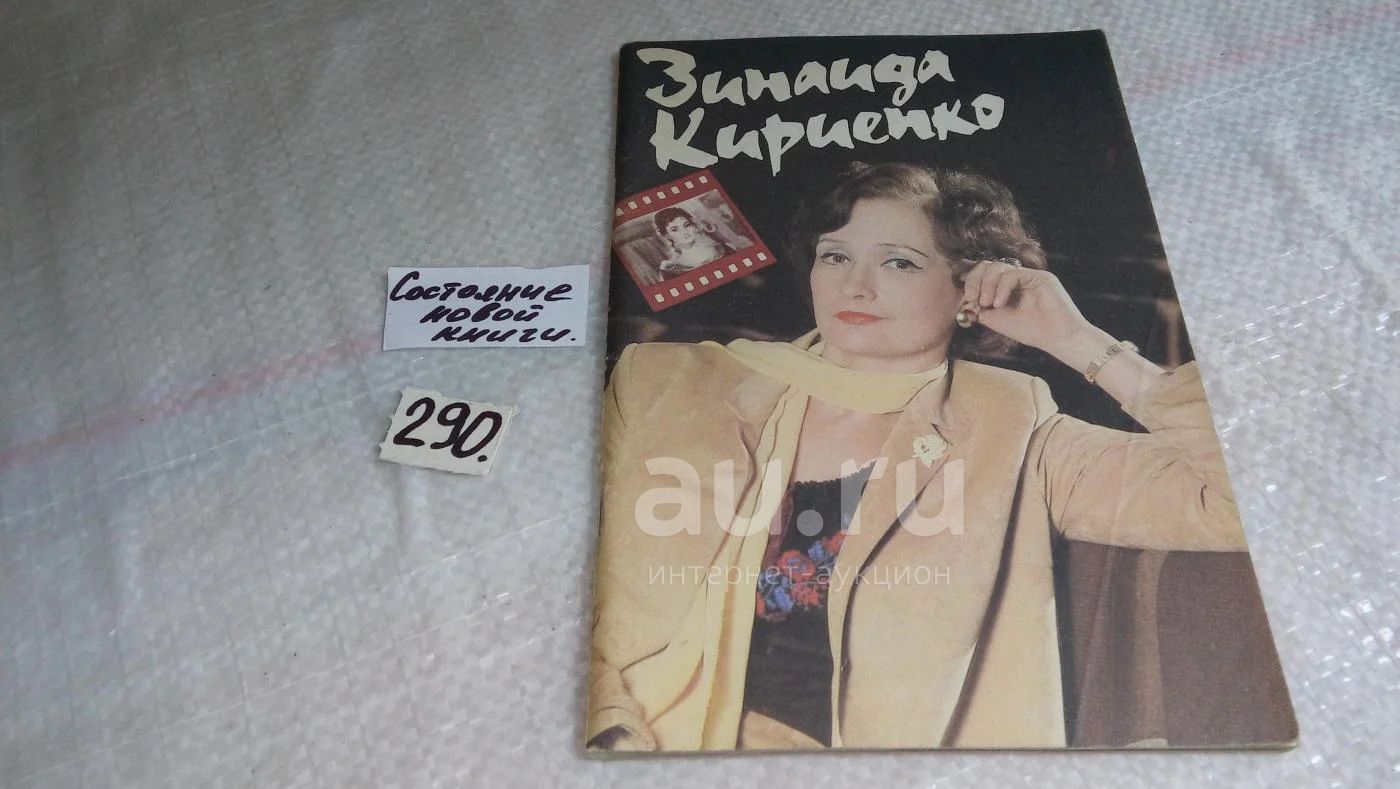 Зинаида
Кириенко
Состояние
новой
книги.
290.
au.ru
интернет-аукцион